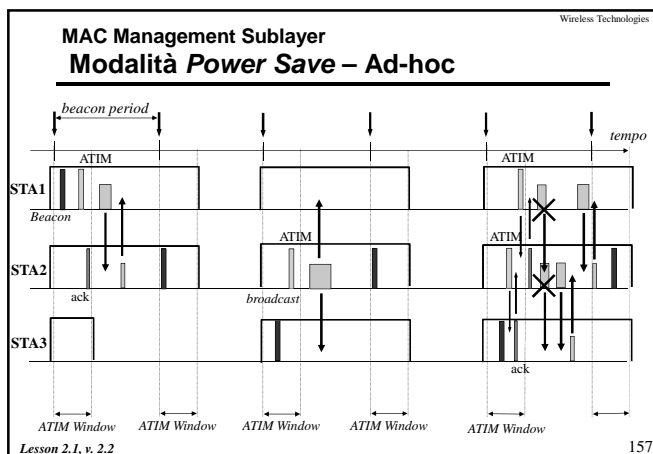 Wireless Technologies
MAC Management Sublayer
Modalità Power Save – Ad-hoc
beacon period
tempo
ATIM
ATIM
STA1
Beacon
ATIM
ATIM
STA2
ack
broadcast
STA3
ack
ATIM Window
ATIM Window
ATIM Window
ATIM Window
ATIM Window
Lesson 2.1, v. 2.2
157